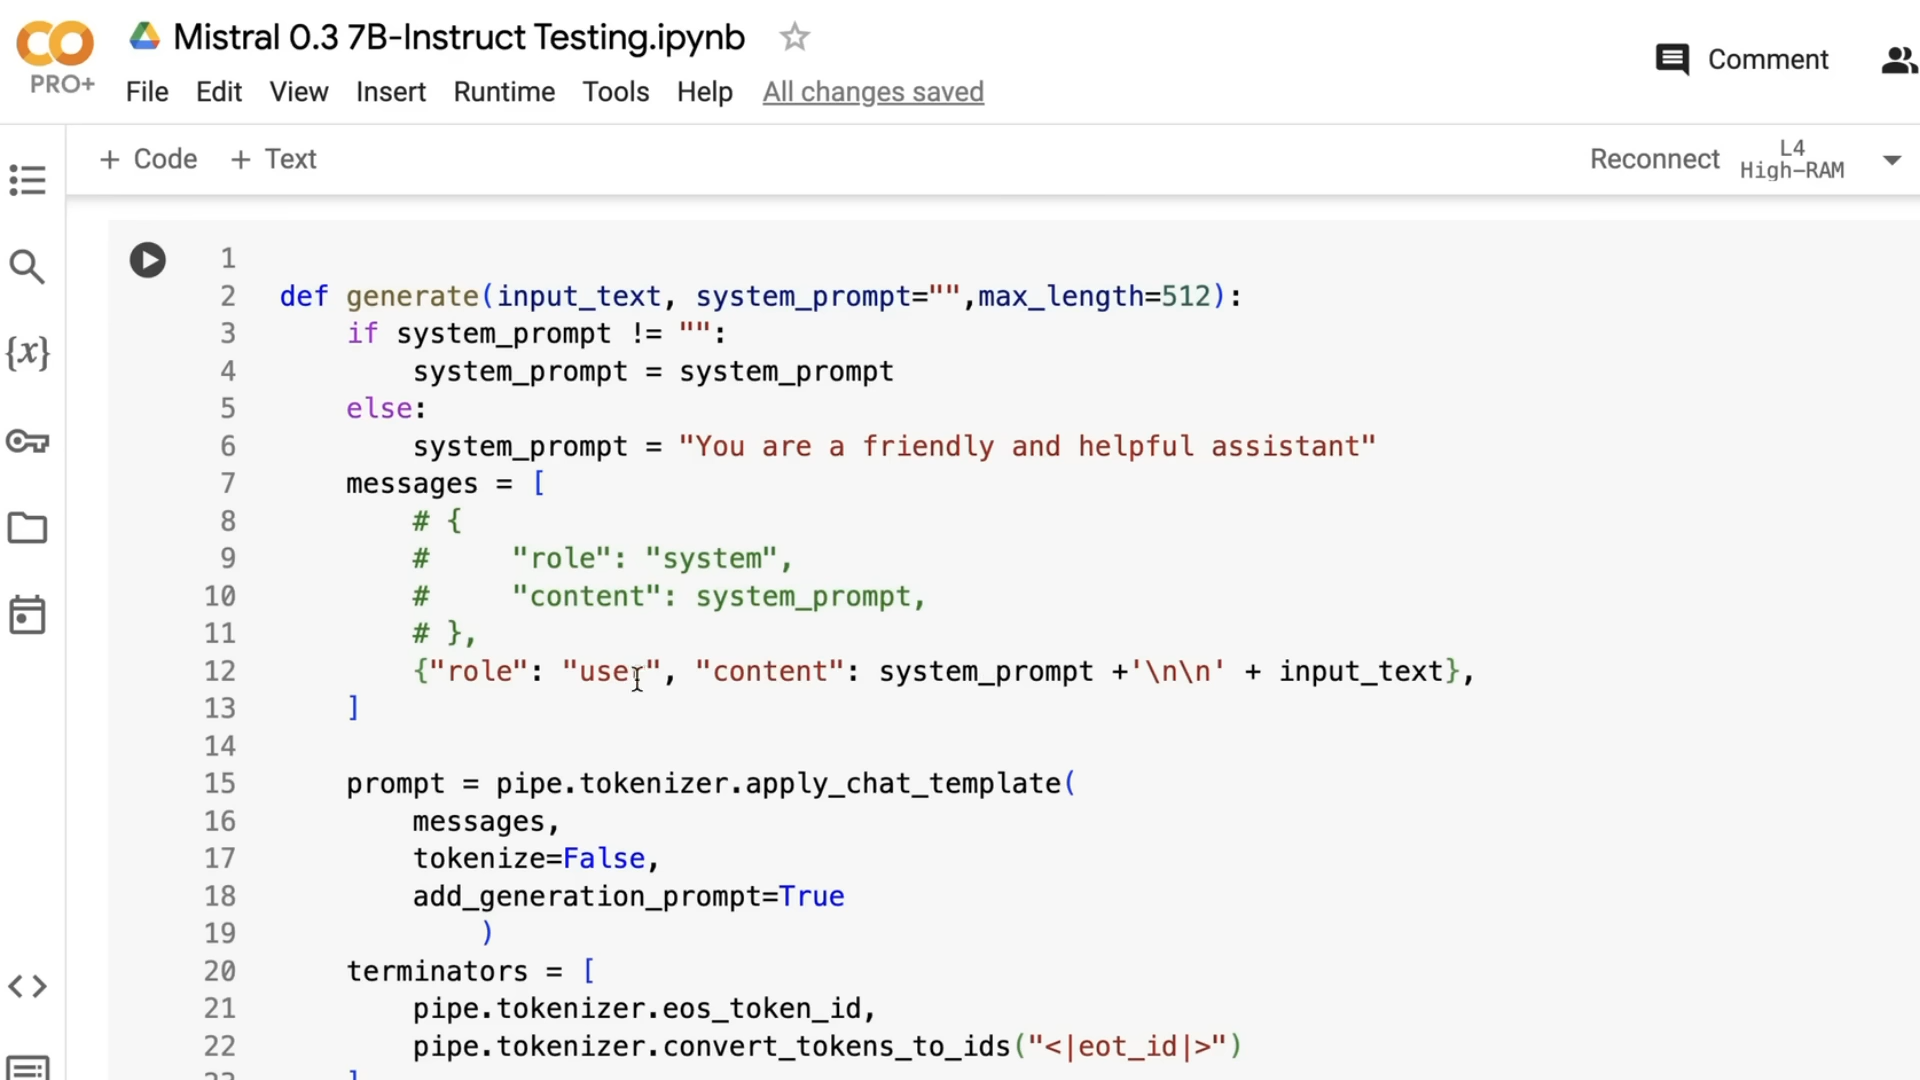 Mistral 0.3 7B-Instruct Testing.ipynb
PRO+
File Edit View Insert Runtime Tools Help All changes saved
Comment
+ Code + Text
Reconnect
L4
High-RAM
{x}
1
2 def generate(input_text, system_prompt="",max_length=512):
3     if system_prompt != "":
4         system_prompt = system_prompt
5     else:
6         system_prompt = "You are a friendly and helpful assistant"
7     messages = [
8         # {
9         #     "role": "system",
10         #     "content": system_prompt,
11         # },
12         {"role": "user", "content": system_prompt +'\n\n' + input_text},
13     ]
14
15     prompt = pipe.tokenizer.apply_chat_template(
16         messages,
17         tokenize=False,
18         add_generation_prompt=True
19             )
20     terminators = [
21         pipe.tokenizer.eos_token_id,
22         pipe.tokenizer.convert_tokens_to_ids("<|eot_id|>")
23     ]